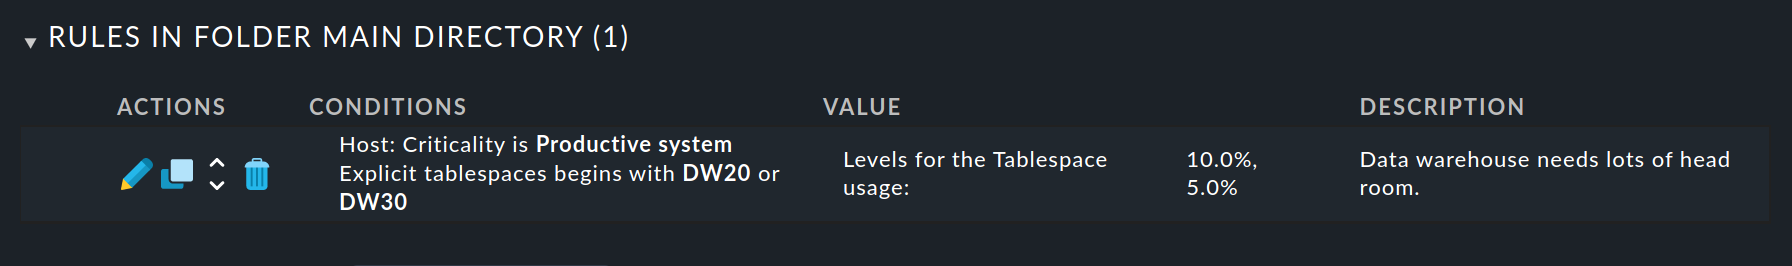 RULES IN FOLDER MAIN DIRECTORY (1)
ACTIONS CONDITIONS VALUE DESCRIPTION
Host: Criticality is Productive system
Explicit tablespaces begins with DW20 or
DW30
Levels for the Tablespace
usage:
10.0%,
5.0%
Data warehouse needs lots of head
room.